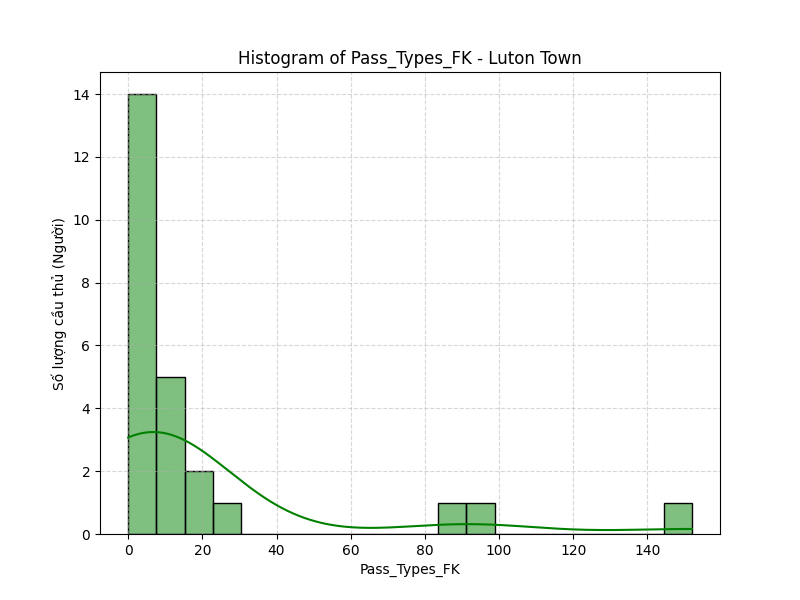 Histogram of Pass_Types_FK - Luton Town
Số lượng cầu thủ (Người)
14
12
10
8
6
4
2
0
0 20 40 60 80 100 120 140
Pass_Types_FK